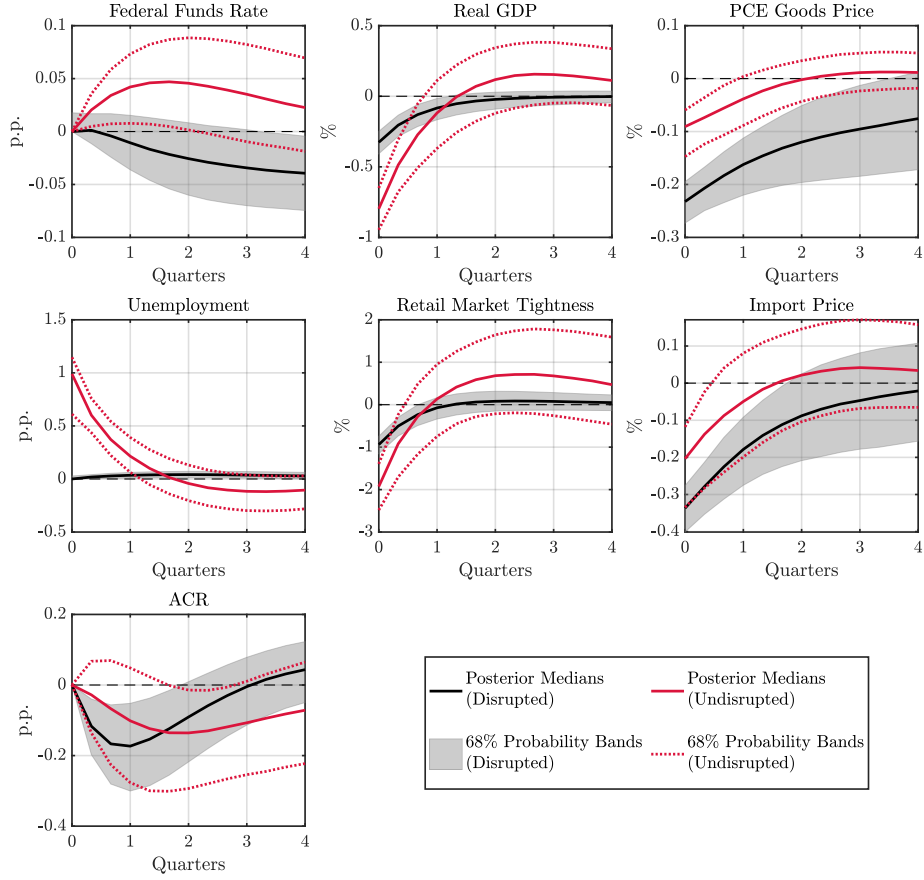 Federal Funds Rate
Real GDP
PCE Goods Price
0.1
0.05
0
-0.05
-0.1
p.p.
0 1 2 3 4
Quarters
0.5
0
-0.5
-1
%
0 1 2 3 4
Quarters
0
-0.1
-0.2
-0.3
%
0 1 2 3 4
Quarters
Unemployment
Retail Market Tightness
Import Price
1.5
1
0.5
0
-0.5
p.p.
0 1 2 3 4
Quarters
2
1
0
-1
-2
-3
%
0 1 2 3 4
Quarters
0.1
0
-0.1
-0.2
-0.3
-0.4
%
0 1 2 3 4
Quarters
ACR
0.2
0
-0.2
-0.4
p.p.
0 1 2 3 4
Quarters
Posterior Medians
(Disrupted)
Posterior Medians
(Undisrupted)
68% Probability Bands
(Disrupted)
68% Probability Bands
(Undisrupted)